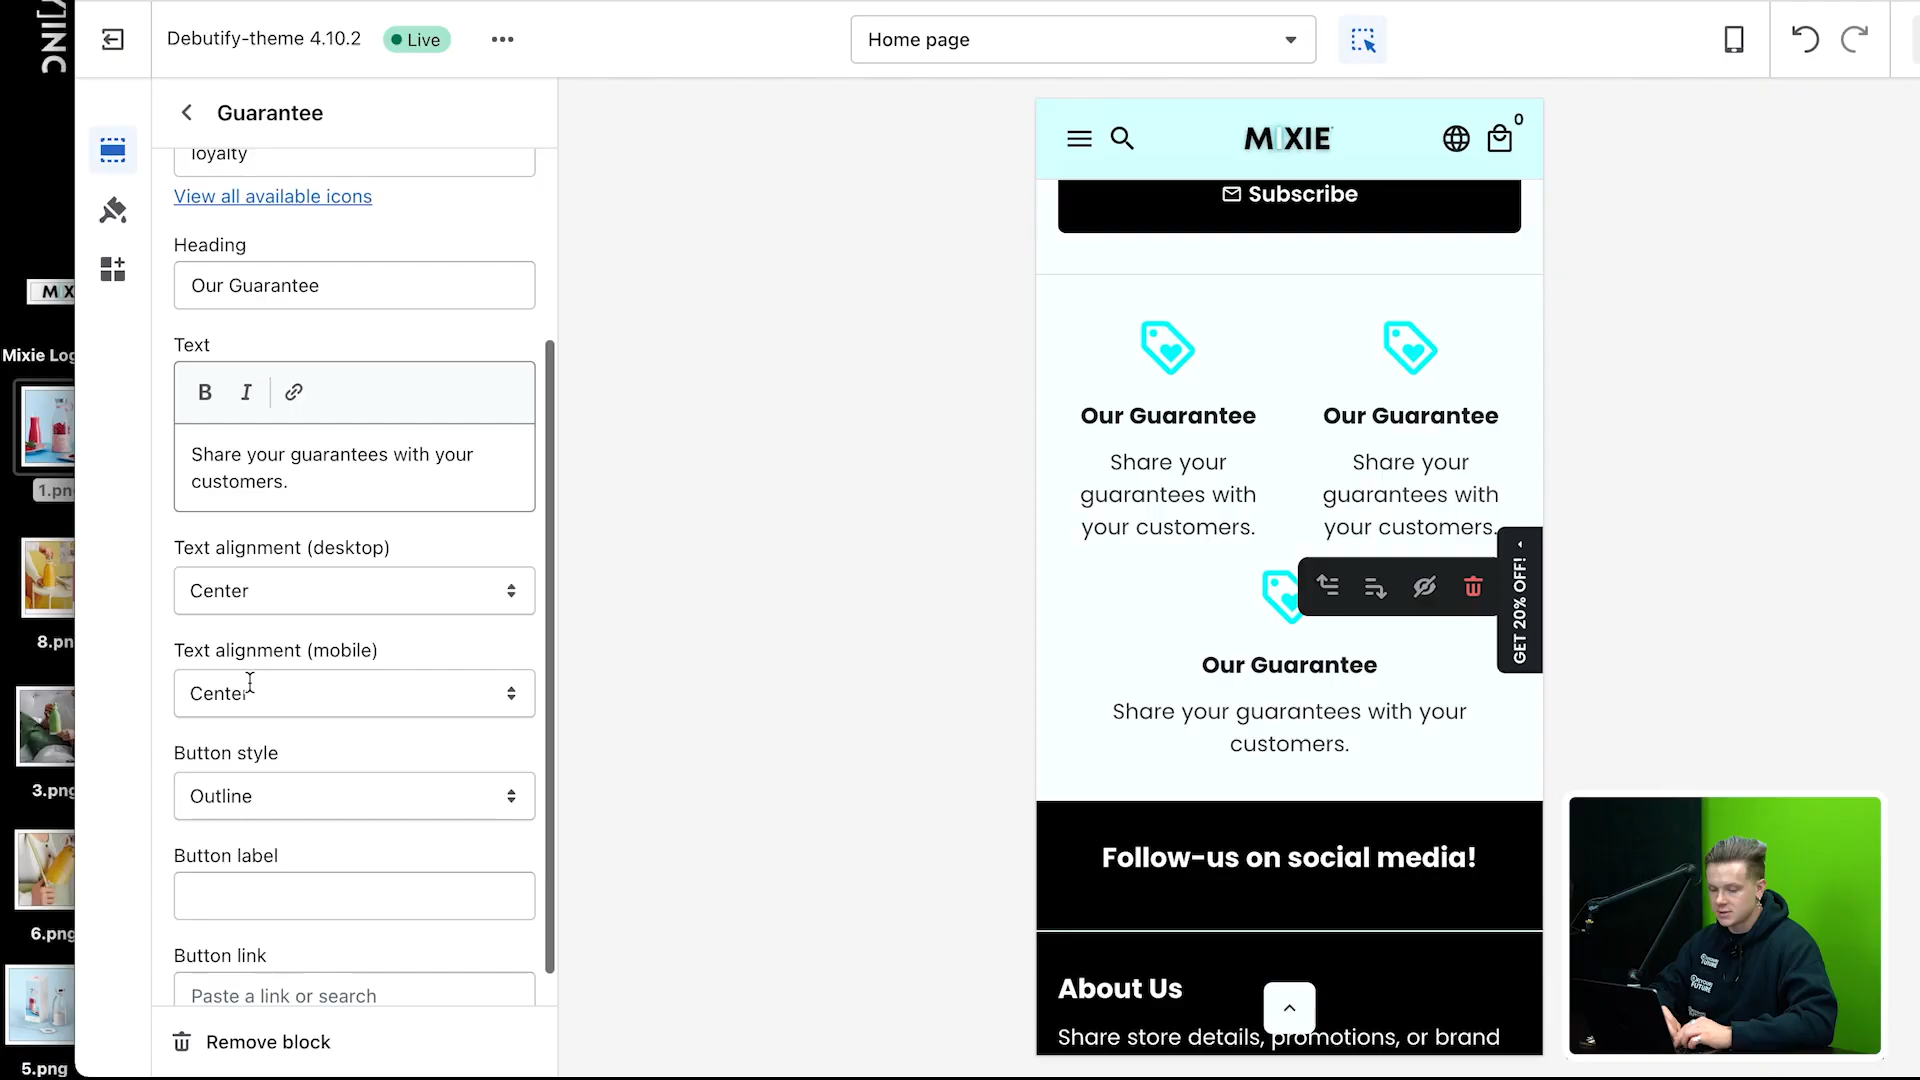 Debutify-theme 4.10.2
Live
Home page
Guarantee
loyalty
View all available icons
Heading
Our Guarantee
Text
B I
Share your guarantees with your
customers.
Text alignment (desktop)
Center
Text alignment (mobile)
Center
Button style
Outline
Button label
Button link
Paste a link or search
Remove block
MIXIE
0
Subscribe
Our Guarantee
Share your
guarantees with
your customers.
Our Guarantee
Share your
guarantees with
your customers.
GET 20% OFF!
Our Guarantee
Share your guarantees with your
customers.
Follow-us on social media!
About Us
Share store details, promotions, or brand
Mixie Log
1.pn
8.pn
3.png
6.png
5.png